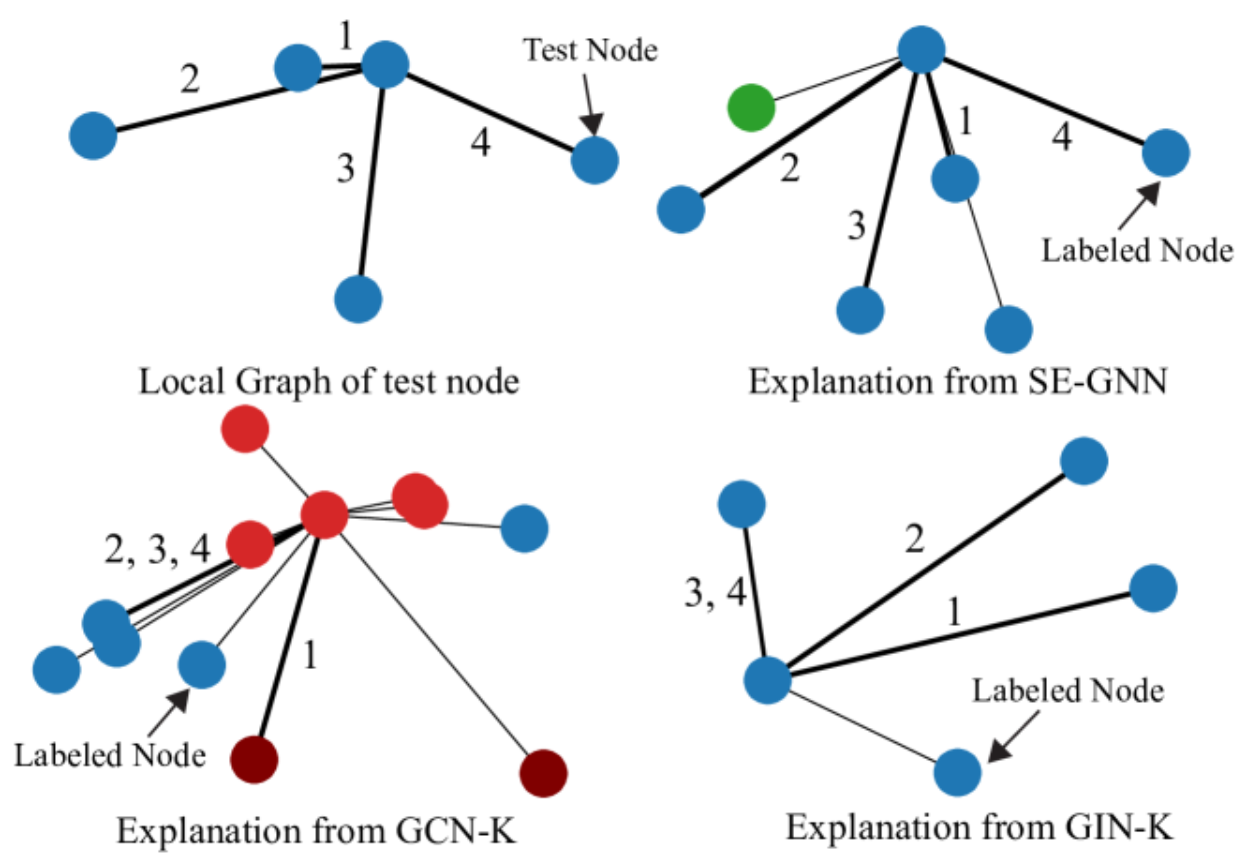 1
2
3
4
Test Node
Local Graph of test node
1
2
3
4
Labeled Node
Explanation from SE-GNN
2, 3, 4
1
Labeled Node
Explanation from GCN-K
2
3, 4
1
Labeled Node
Explanation from GIN-K